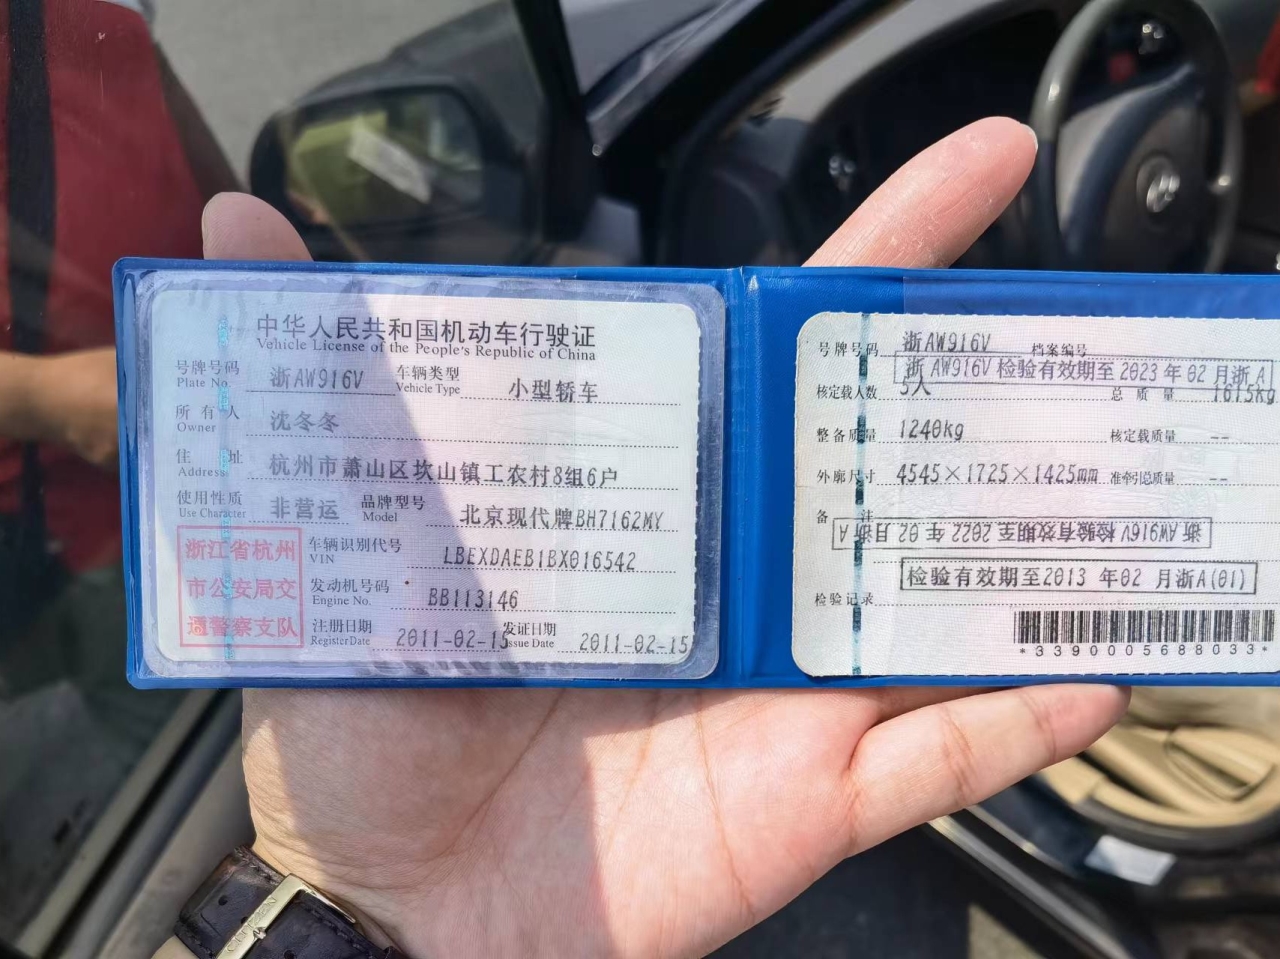 中华人民共和国机动车行驶证
Vehicle License of the People's Republic of China
号牌号码 浙AW916V 车辆类型 小型轿车
Plate No. Vehicle Type
所有人 沈冬冬
Owner
住址 杭州市萧山区坎山镇工农村8组6户
Address
使用性质 非营运 品牌型号 北京现代牌BH7162MY
Use Character Model
浙江省杭州
市公安局交
通警察支队
车辆识别代号 LBEXDAEB1BX016542
VIN
发动机号码 BB113146
Engine No.
注册日期 2011-02-15 发证日期 2011-02-15
Register Date Issue Date
号牌号码 浙AW916V 档案编号
浙AW916V 检验有效期至2023年02月浙A
核定载人数 5人 总质量 1615kg
整备质量 1240kg 核定载质量 --
外廓尺寸 4545×1725×1425mm 准牵引总质量 --
备注
浙AW916V 检验有效期至2022年02月浙A
检验有效期至2013年02月浙A(01)
检验记录
*3390005688033*